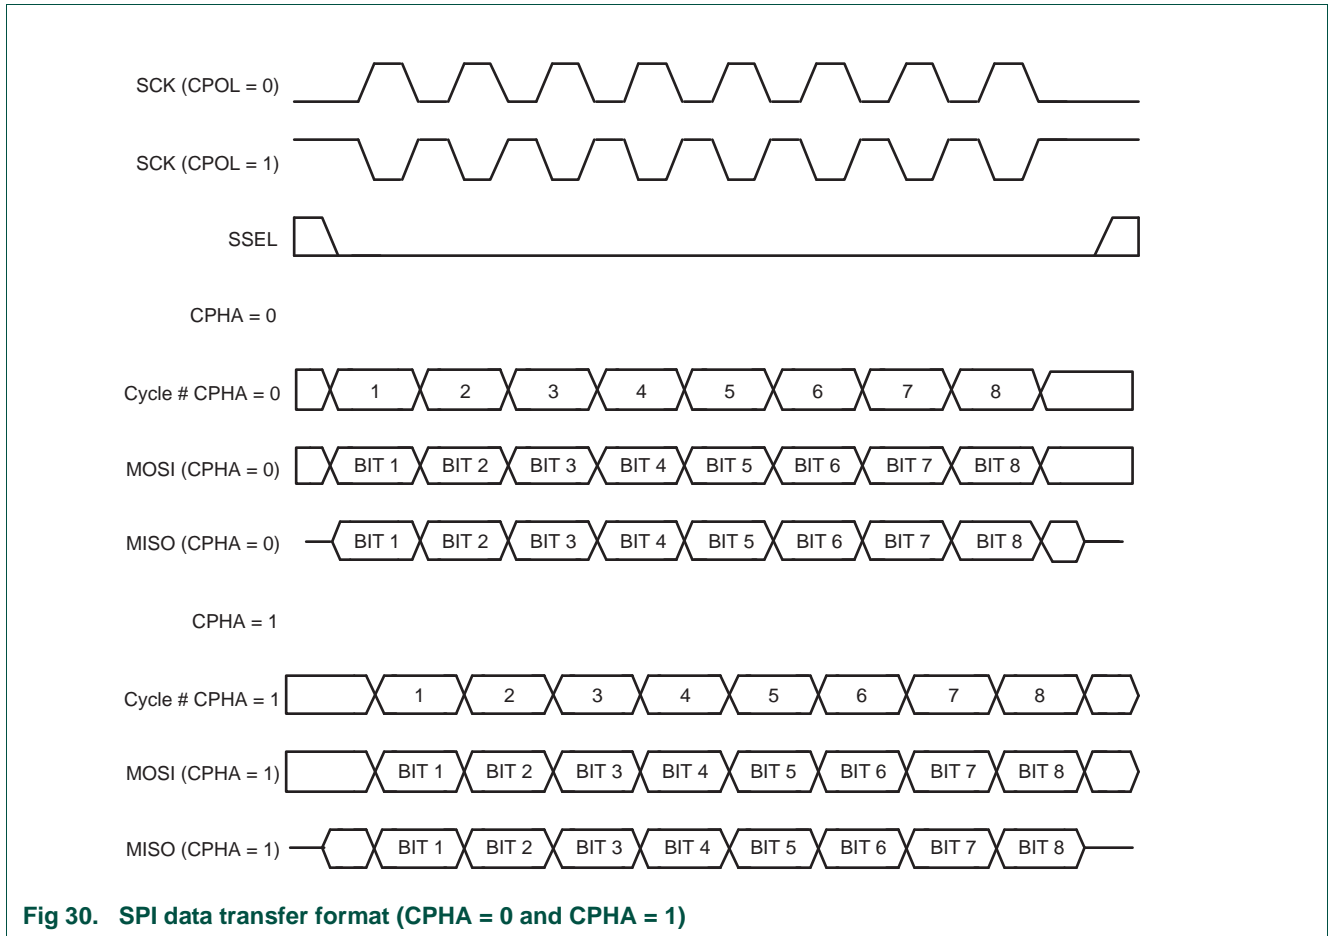 SCK (CPOL = 0)
SCK (CPOL = 1)
SSEL
CPHA = 0
Cycle # CPHA = 0 1 2 3 4 5 6 7 8
MOSI (CPHA = 0) BIT 1 BIT 2 BIT 3 BIT 4 BIT 5 BIT 6 BIT 7 BIT 8
MISO (CPHA = 0) BIT 1 BIT 2 BIT 3 BIT 4 BIT 5 BIT 6 BIT 7 BIT 8
CPHA = 1
Cycle # CPHA = 1 1 2 3 4 5 6 7 8
MOSI (CPHA = 1) BIT 1 BIT 2 BIT 3 BIT 4 BIT 5 BIT 6 BIT 7 BIT 8
MISO (CPHA = 1) BIT 1 BIT 2 BIT 3 BIT 4 BIT 5 BIT 6 BIT 7 BIT 8
Fig 30. SPI data transfer format (CPHA = 0 and CPHA = 1)